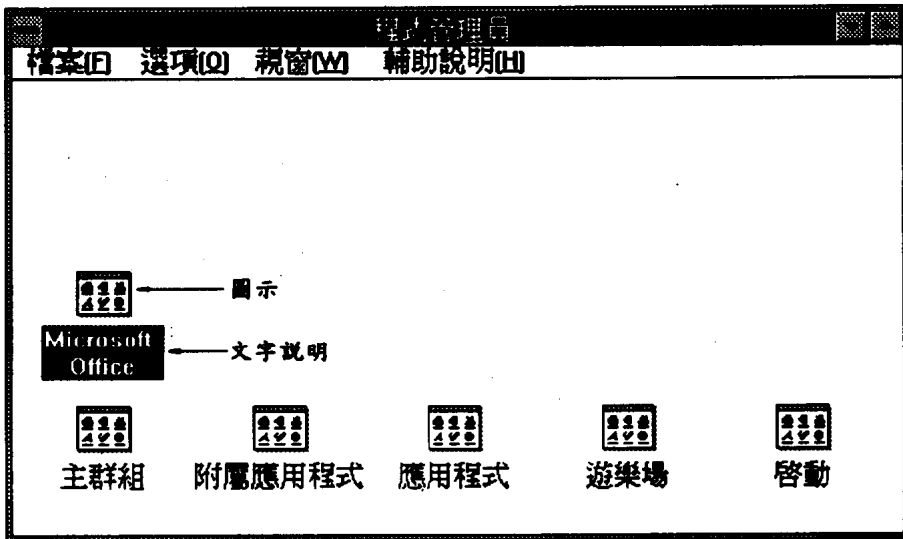 程式管理員
檔案(F) 選項(O) 視窗(W) 輔助說明(H)
圖示
Microsoft
Office
文字說明
主群組 附屬應用程式 應用程式 遊樂場 啓動